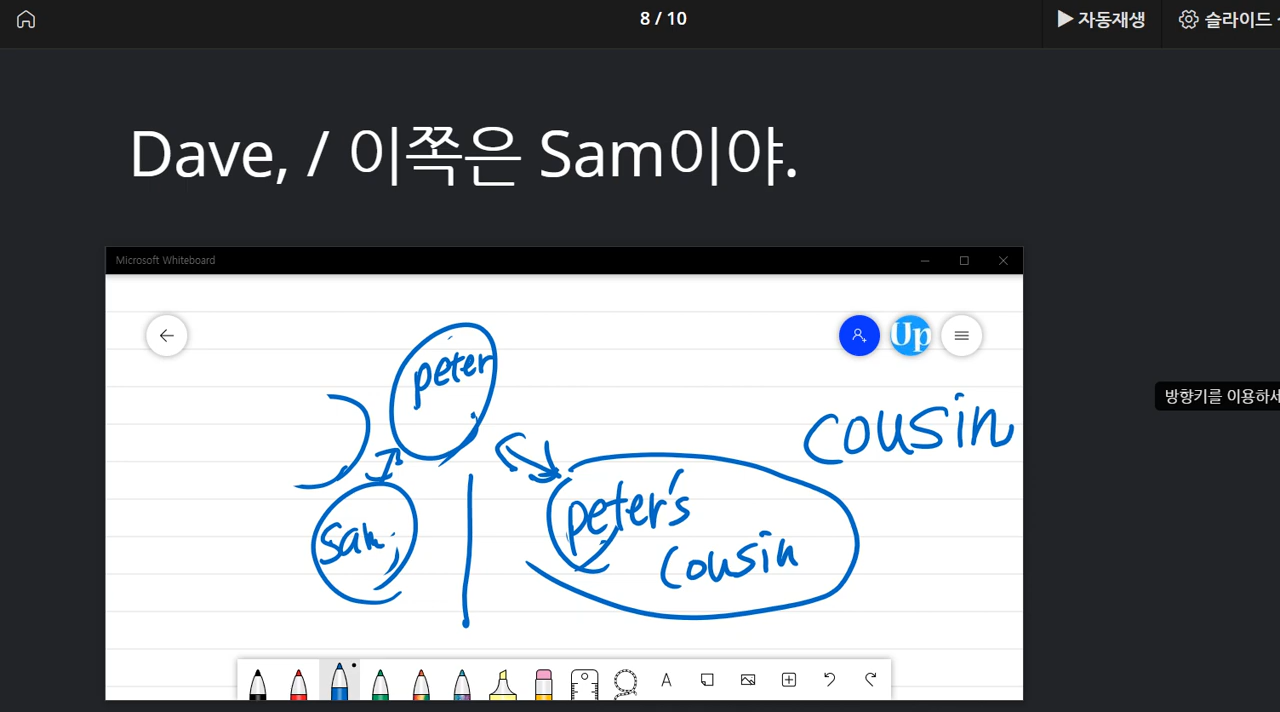 8 / 10
▶ 자동재생
슬라이드
Dave, / 이쪽은 Sam이야.
Microsoft Whiteboard
Up
peter
cousin
방향키를 이용하세
peter's
sam
cousin
A